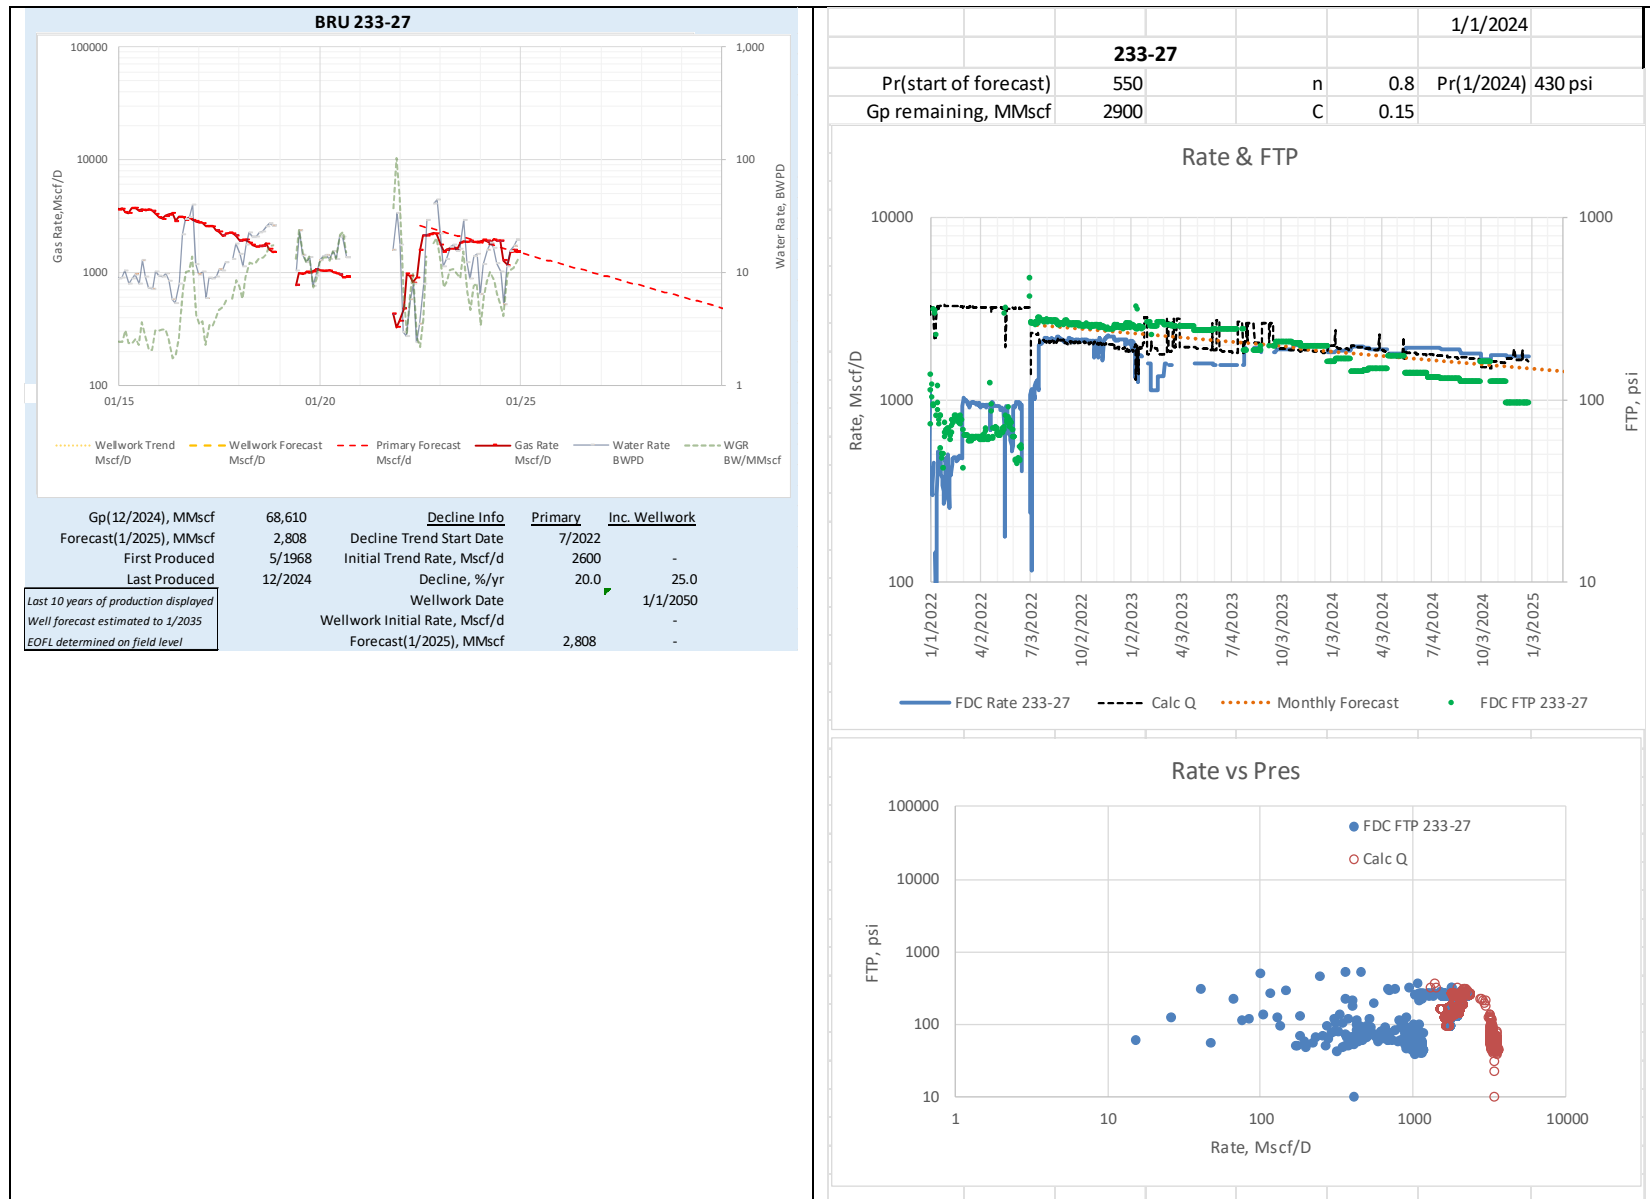 BRU 233-27
100000
10000
1000
100
1,000
100
10
1
Gas Rate,Mscf/D
Water Rate, BWPD
01/15
01/20
01/25
Wellwork Trend Mscf/D
Wellwork Forecast Mscf/D
Primary Forecast Mscf/d
Gas Rate Mscf/D
Water Rate BWPD
WGR BW/MMscf
Gp(12/2024), MMscf 68,610 Decline Info Primary Inc. Wellwork
Forecast(1/2025), MMscf 2,808 Decline Trend Start Date 7/2022
First Produced 5/1968 Initial Trend Rate, Mscf/d 2600 -
Last Produced 12/2024 Decline, %/yr 20.0 25.0
Last 10 years of production displayed Wellwork Date 1/1/2050
Well forecast estimated to 1/2035 Wellwork Initial Rate, Mscf/d -
EOFL determined on field level Forecast(1/2025), MMscf 2,808 -
1/1/2024
233-27
Pr(start of forecast) 550 n 0.8 Pr(1/2024) 430 psi
Gp remaining, MMscf 2900 C 0.15
Rate & FTP
10000
1000
100
1000
100
10
Rate, Mscf/D
FTP, psi
1/1/2022
4/2/2022
7/3/2022
10/2/2022
1/2/2023
4/3/2023
7/4/2023
10/3/2023
1/3/2024
4/3/2024
7/4/2024
10/3/2024
1/3/2025
FDC Rate 233-27
Calc Q
Monthly Forecast
FDC FTP 233-27
Rate vs Pres
FDC FTP 233-27
Calc Q
100000
10000
1000
100
10
FTP, psi
1
10
100
1000
10000
Rate, Mscf/D